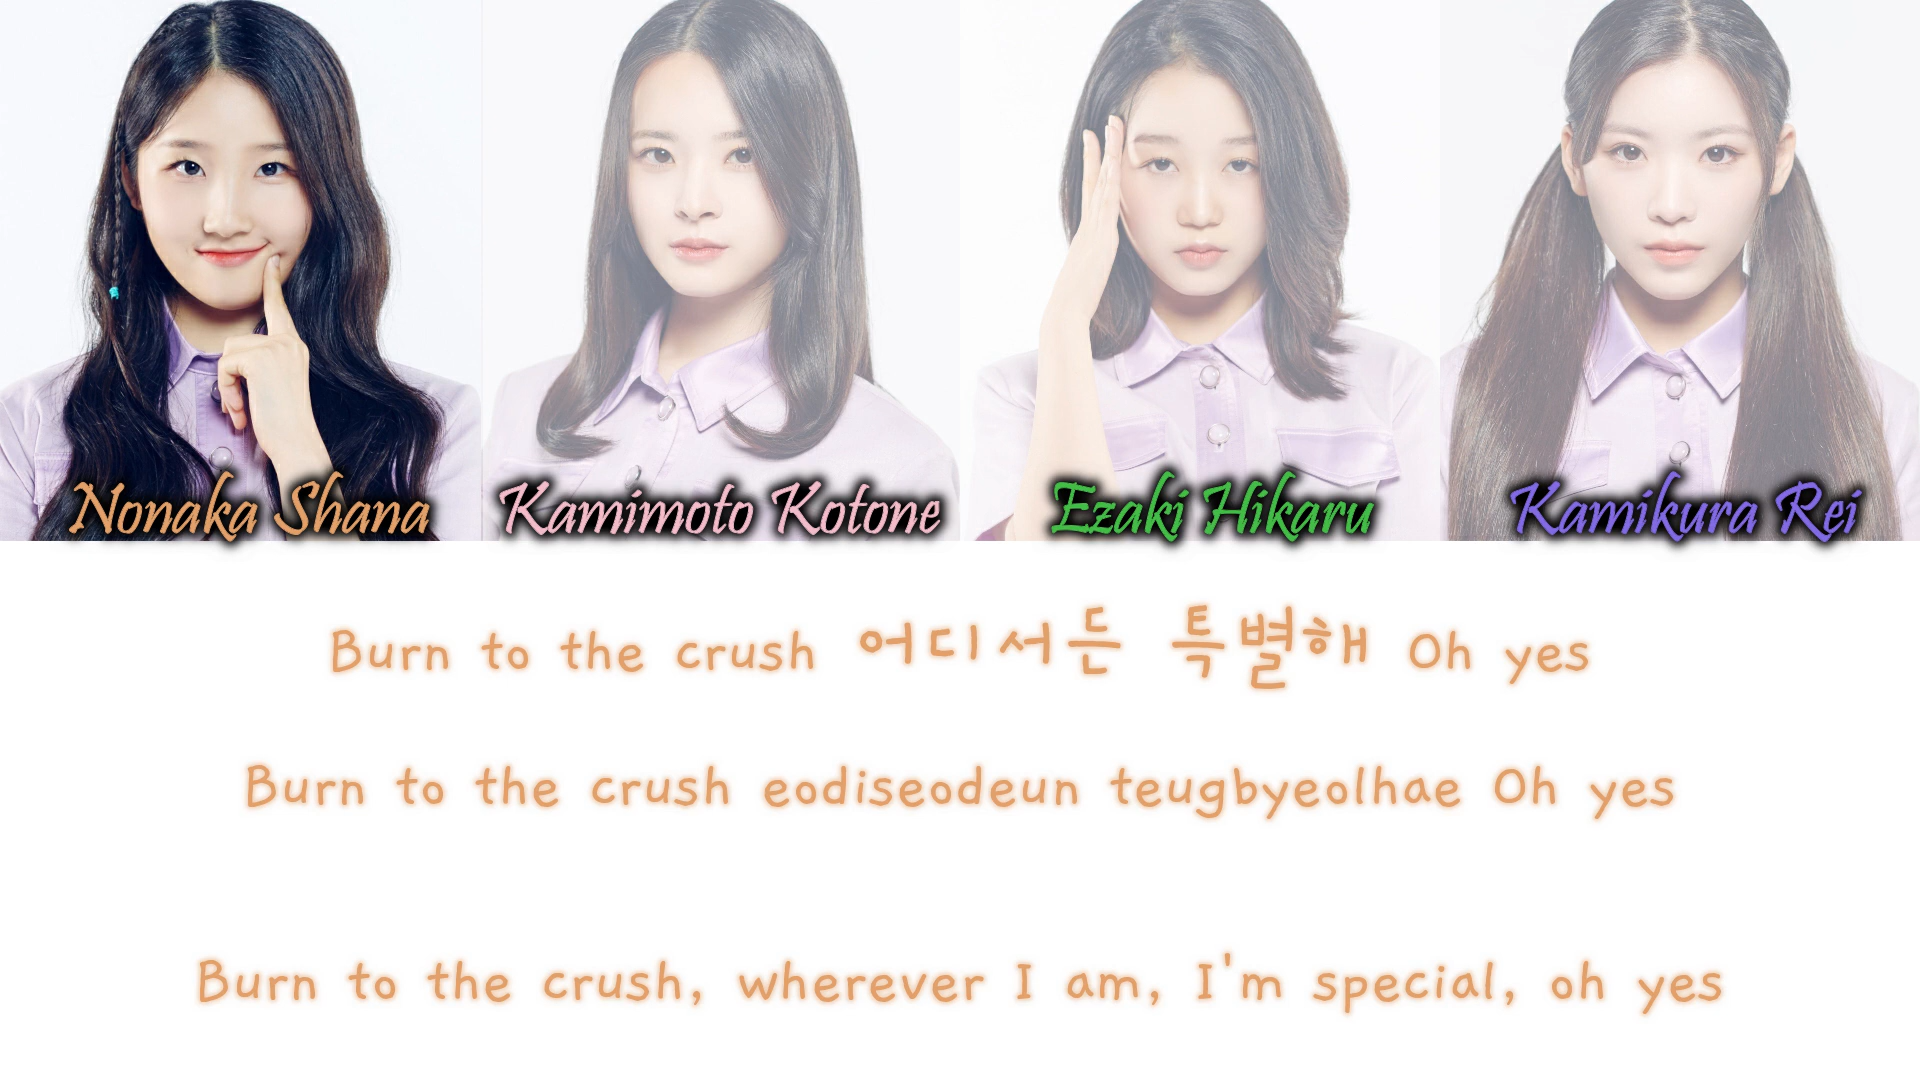 Nonaka Shana Kamimoto Kotone Ezaki Hikaru Kamikura Rei
Burn to the crush 어디서든 특별해 Oh yes
Burn to the crush eodiseodeun teugbyeolhae Oh yes
Burn to the crush, wherever I am, I'm special, oh yes